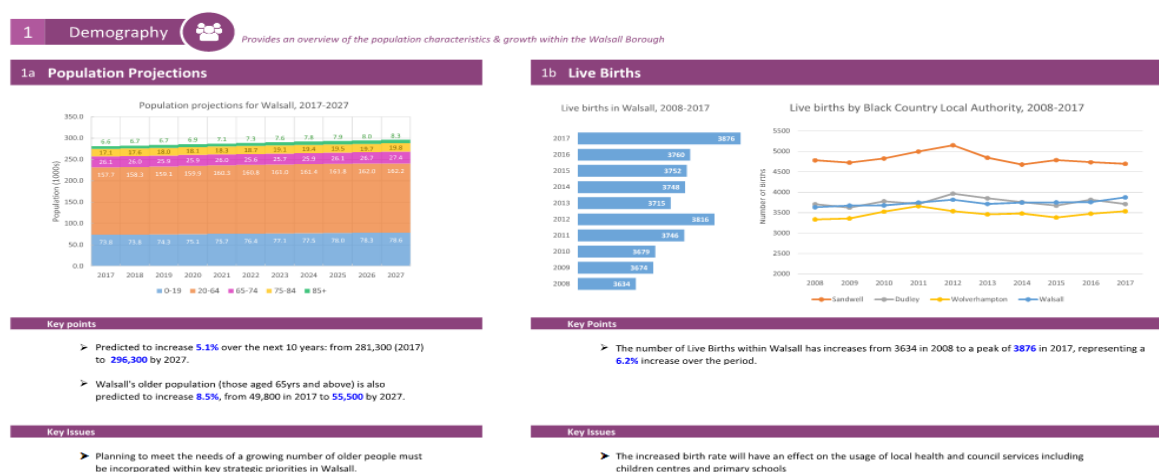 1 Demography
Provides an overview of the population characteristics & growth within the Walsall Borough
1a Population Projections
Population projections for Walsall, 2017-2027
Population (1000s)
350.0
300.0
250.0
200.0
150.0
100.0
50.0
0.0
6.6 6.7 6.7 6.9 7.1 7.3 7.6 7.8 7.9 8.0 8.3
17.1 17.6 18.0 18.1 18.3 18.7 19.1 19.4 19.5 19.7 19.8
26.1 26.0 25.9 25.9 26.0 25.6 25.7 25.9 26.1 26.7 27.4
157.7 158.3 159.1 159.9 160.3 160.8 161.0 161.4 161.8 162.0 162.2
73.8 73.8 74.3 75.1 75.7 76.4 77.1 77.5 78.0 78.3 78.6
2017 2018 2019 2020 2021 2022 2023 2024 2025 2026 2027
0-19 20-64 65-74 75-84 85+
Key points
Predicted to increase 5.1% over the next 10 years: from 281,300 (2017)
to 296,300 by 2027.
Walsall's older population (those aged 65yrs and above) is also
predicted to increase 8.5%, from 49,800 in 2017 to 55,500 by 2027.
Key Issues
Planning to meet the needs of a growing number of older people must
be incorporated within key strategic priorities in Walsall.
1b Live Births
Live births in Walsall, 2008-2017
2017 3876
2016 3760
2015 3752
2014 3748
2013 3715
2012 3816
2011 3746
2010 3679
2009 3674
2008 3634
Live births by Black Country Local Authority, 2008-2017
Number of Births
5500
5000
4500
4000
3500
3000
2500
2000
2008 2009 2010 2011 2012 2013 2014 2015 2016 2017
Sandwell Dudley Wolverhampton Walsall
Key Points
The number of Live Births within Walsall has increases from 3634 in 2008 to a peak of 3876 in 2017, representing a
6.2% increase over the period.
Key Issues
The increased birth rate will have an effect on the usage of local health and council services including
children centres and primary schools